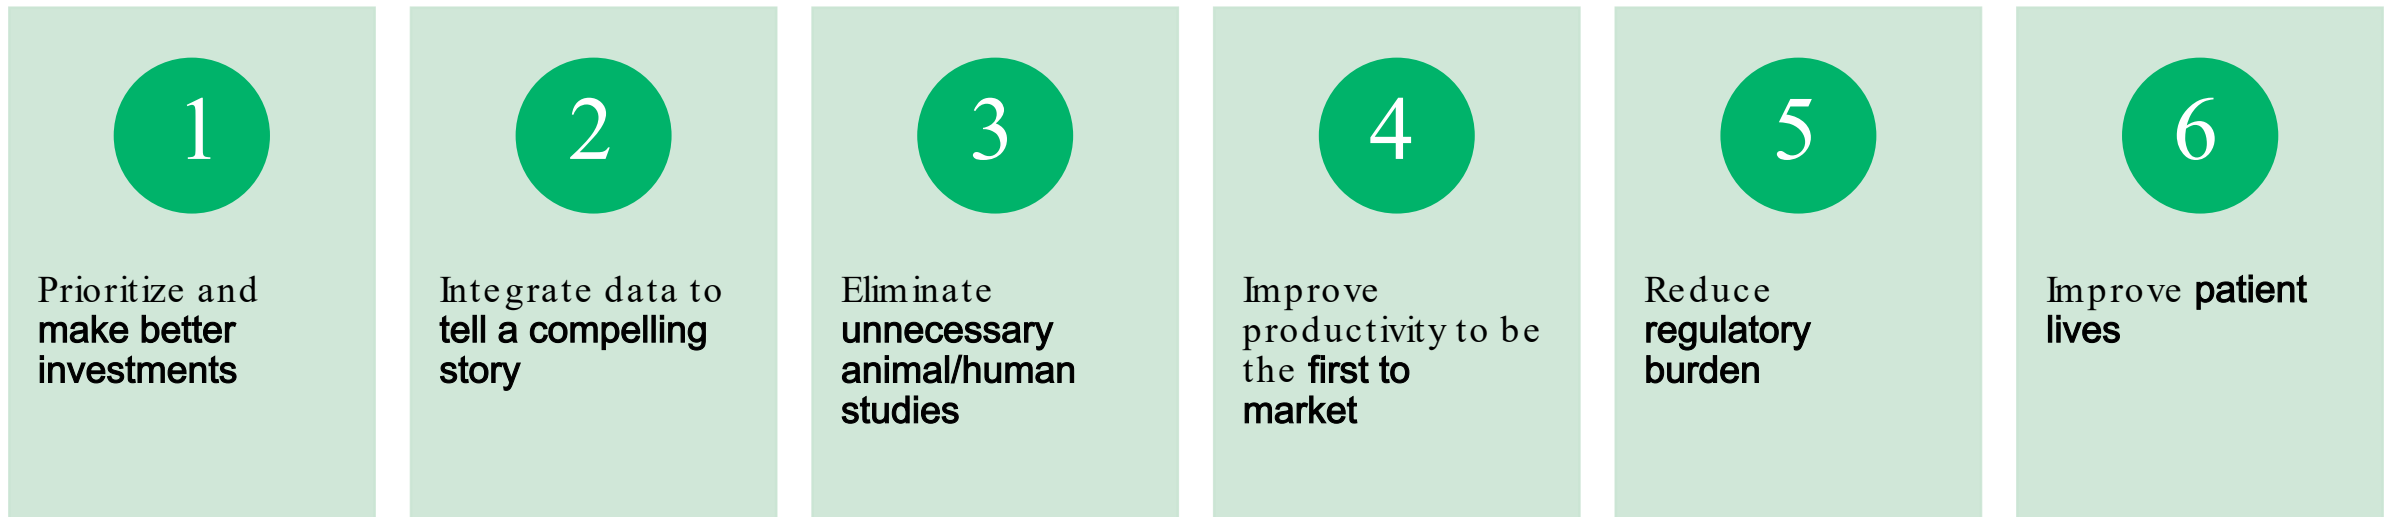 1
Prioritize and
make better
investments
2
Integrate data to
tell a compelling
story
3
Eliminate
unnecessary
animal/human
studies
4
Improve
productivity to be
the first to
market
5
Reduce
regulatory
burden
6
Improve patient
lives